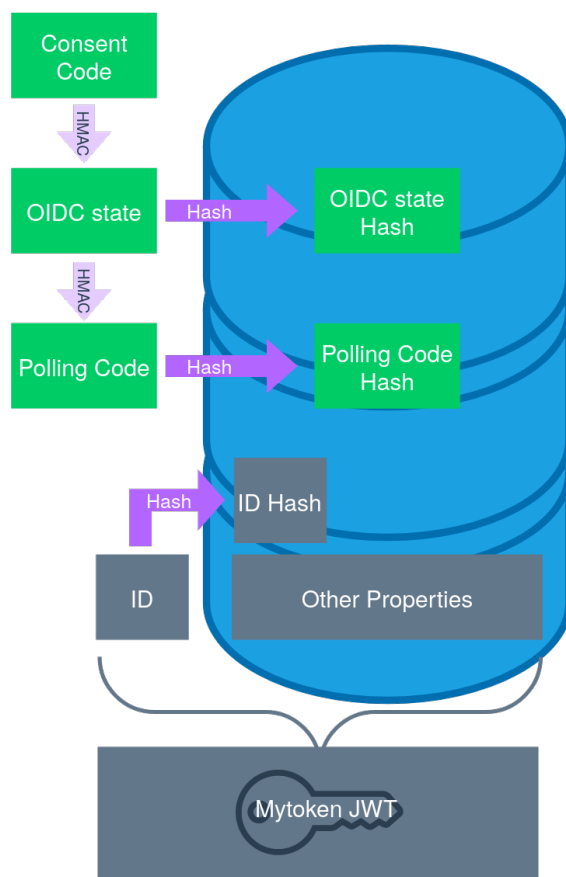 Consent
Code
HMAC
OIDC state
Hash
OIDC state
Hash
HMAC
Polling Code
Hash
Polling Code
Hash
Hash
ID Hash
ID
Other Properties
Mytoken JWT